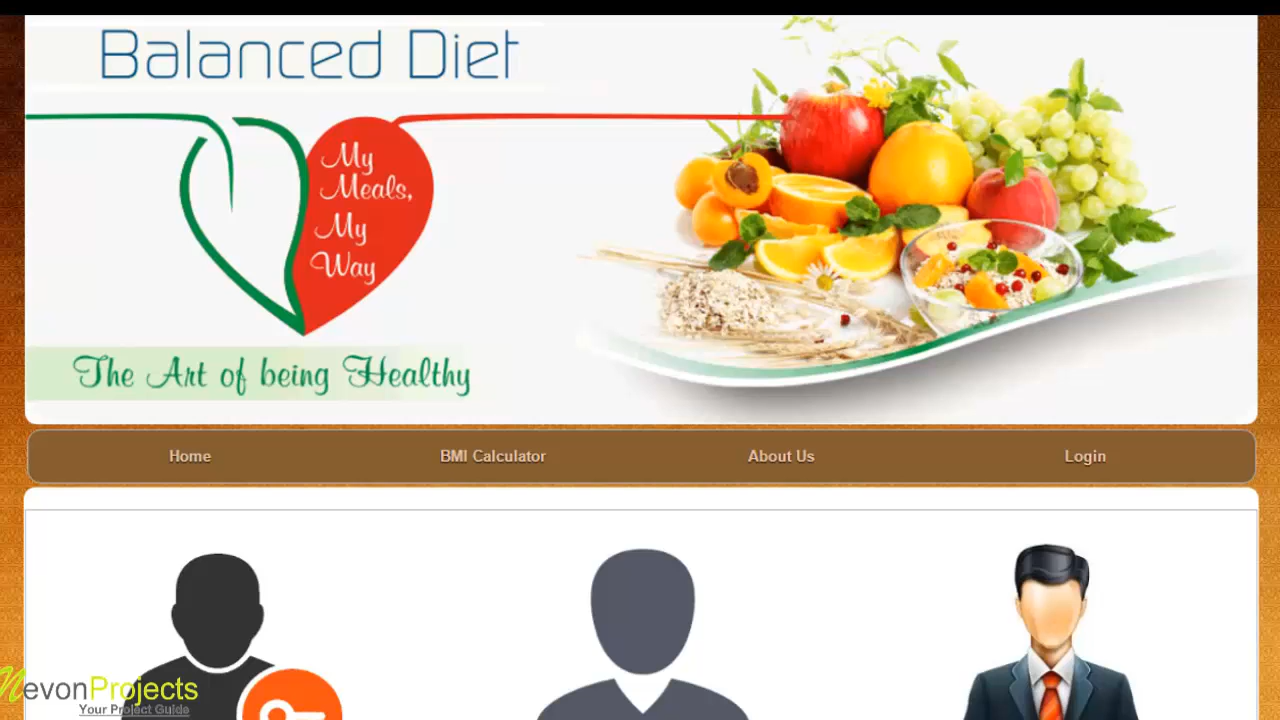 Balanced Diet
My
Meals,
My
Way
The Art of being Healthy
Home
BMI Calculator
About Us
Login
NevonProjects
Your Project Guide